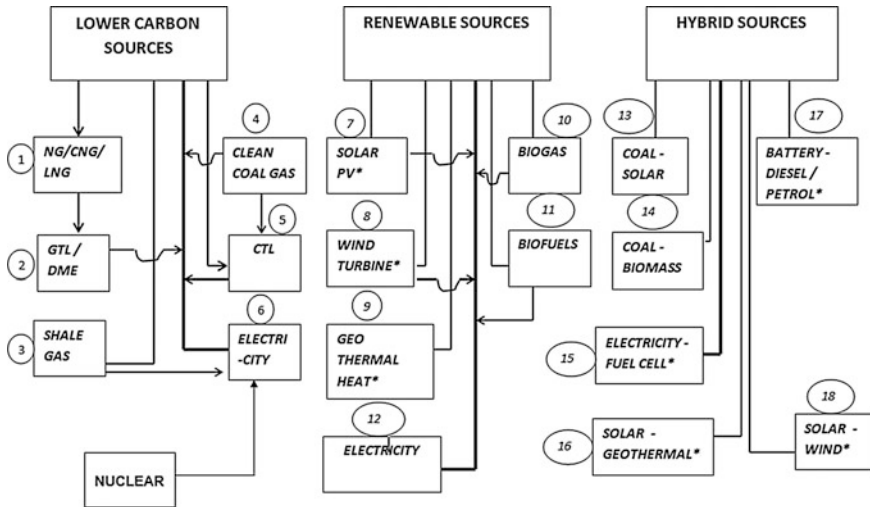 LOWER CARBON
SOURCES
1
NG/CNG/
LNG
2
GTL /
DME
3
SHALE
GAS
4
CLEAN
COAL GAS
5
CTL
6
ELECTRI
-CITY
NUCLEAR
RENEWABLE SOURCES
7
SOLAR
PV*
8
WIND
TURBINE*
9
GEO
THERMAL
HEAT*
10
BIOGAS
11
BIOFUELS
12
ELECTRICITY
HYBRID SOURCES
13
COAL -
SOLAR
14
COAL-
BIOMASS
15
ELECTRICITY -
FUEL CELL*
16
SOLAR -
GEOTHERMAL*
17
BATTERY -
DIESEL /
PETROL*
18
SOLAR -
WIND*